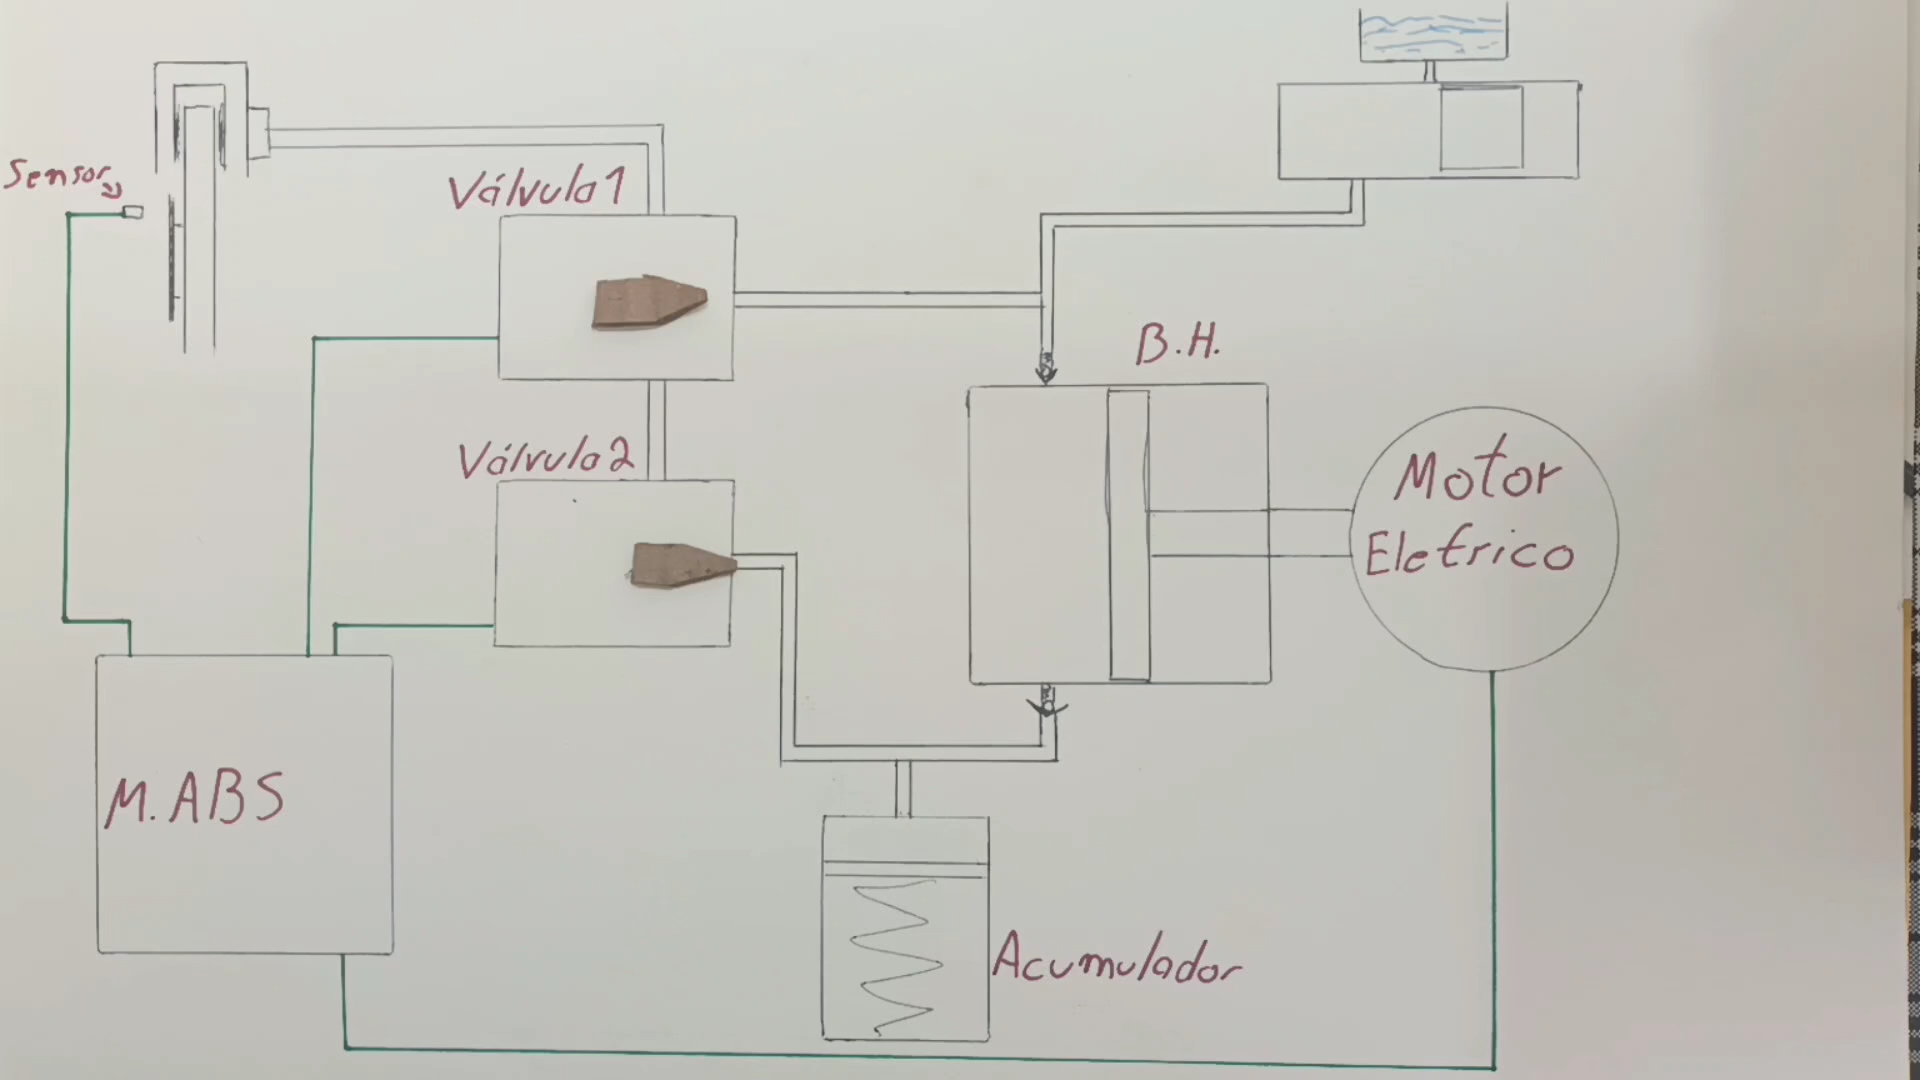 Sensor
Válvula 1
B.H.
Válvula 2
Motor
Eletrico
M. ABS
Acumulador